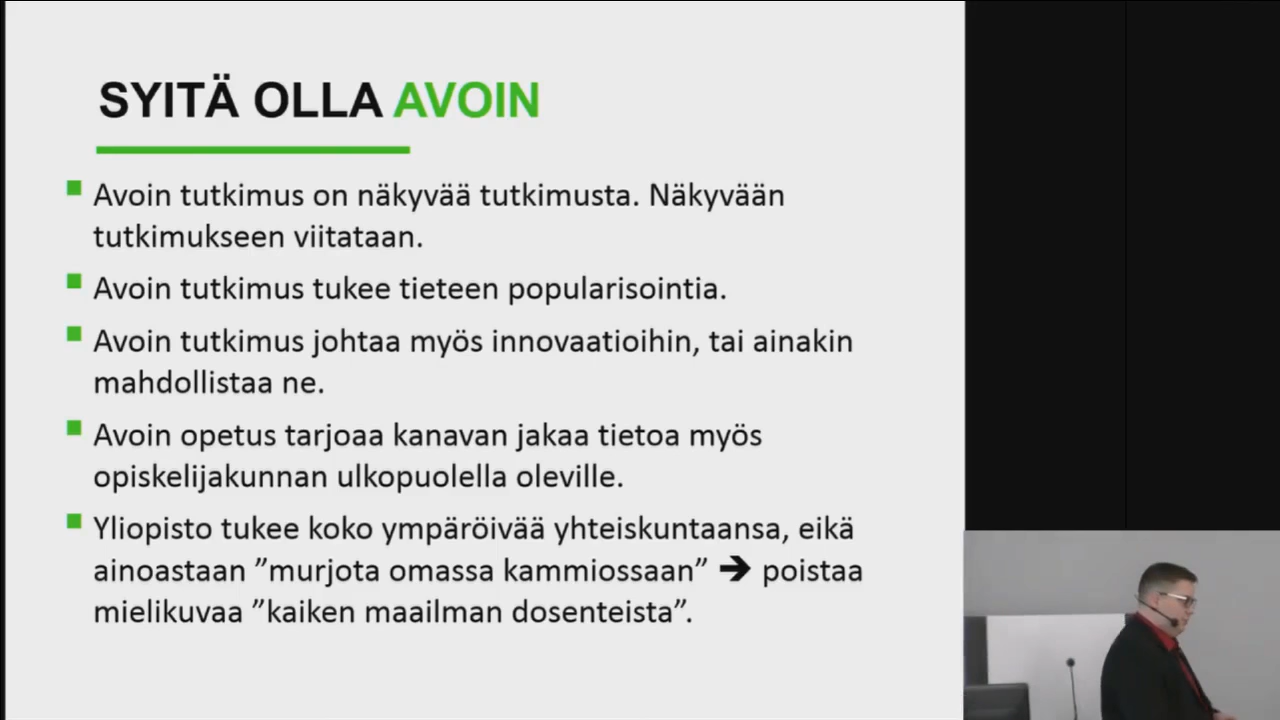 SYITÄ OLLA AVOIN
Avoin tutkimus on näkyvää tutkimusta. Näkyvään
tutkimukseen viitataan.
Avoin tutkimus tukee tieteen popularisointia.
Avoin tutkimus johtaa myös innovaatioihin, tai ainakin
mahdollistaa ne.
Avoin opetus tarjoaa kanavan jakaa tietoa myös
opiskelijakunnan ulkopuolella oleville.
Yliopisto tukee koko ympäröivää yhteiskuntaansa, eikä
ainoastaan ”murjota omassa kammiossaan” ➔ poistaa
mielikuvaa ”kaiken maailman dosenteista”.